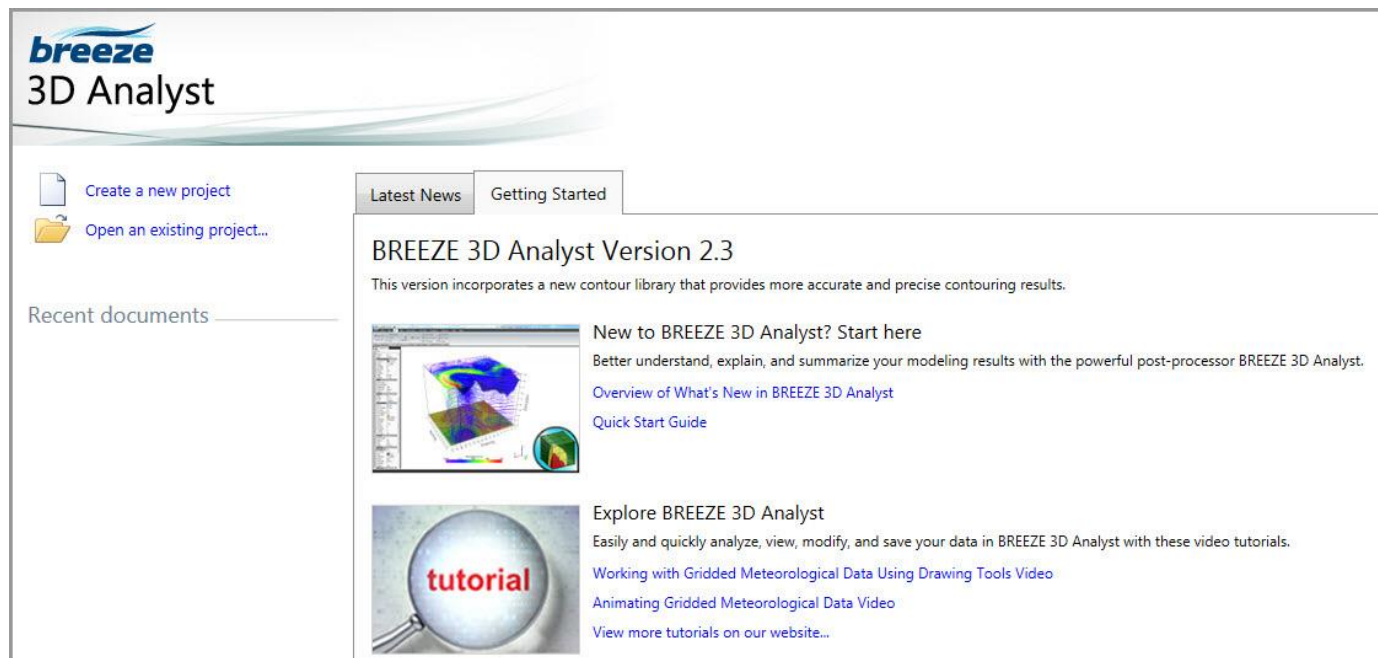 breeze
3D Analyst
Create a new project
Open an existing project...
Recent documents
Latest News
Getting Started
BREEZE 3D Analyst Version 2.3
This version incorporates a new contour library that provides more accurate and precise contouring results.
New to BREEZE 3D Analyst? Start here
Better understand, explain, and summarize your modeling results with the powerful post-processor BREEZE 3D Analyst.
Overview of What's New in BREEZE 3D Analyst
Quick Start Guide
tutorial
Explore BREEZE 3D Analyst
Easily and quickly analyze, view, modify, and save your data in BREEZE 3D Analyst with these video tutorials.
Working with Gridded Meteorological Data Using Drawing Tools Video
Animating Gridded Meteorological Data Video
View more tutorials on our website...